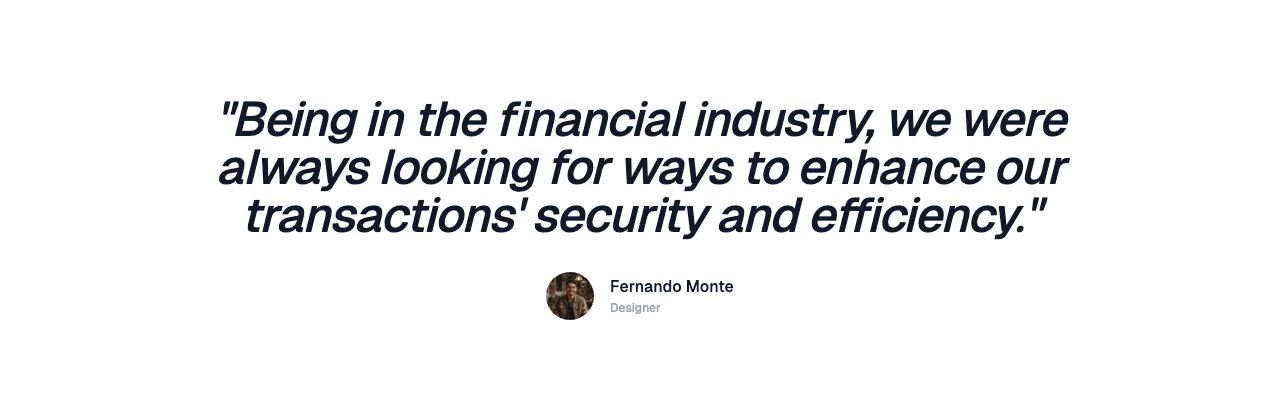 "Being in the financial industry, we were
always looking for ways to enhance our
transactions' security and efficiency."
Fernando Monte
Designer